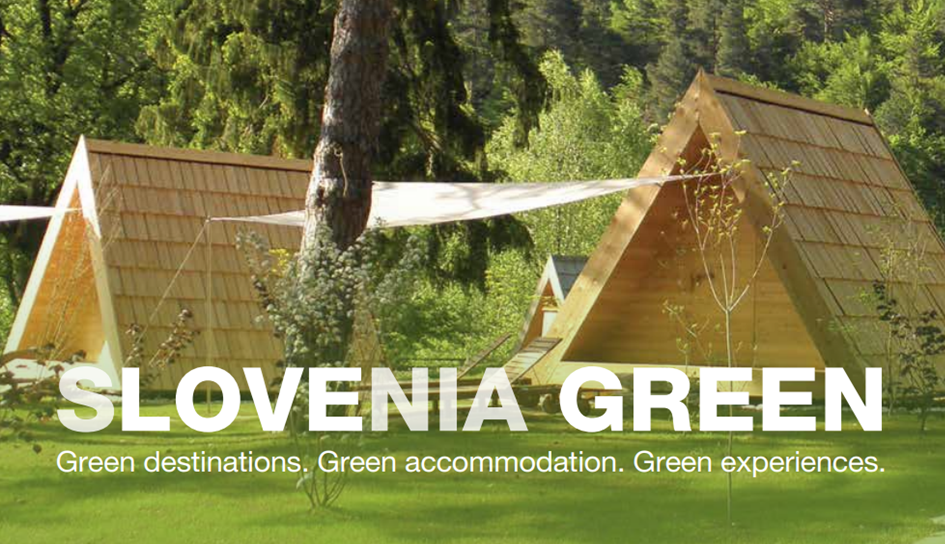 SLOVENIA GREEN
Green destinations. Green accommodation. Green experiences.